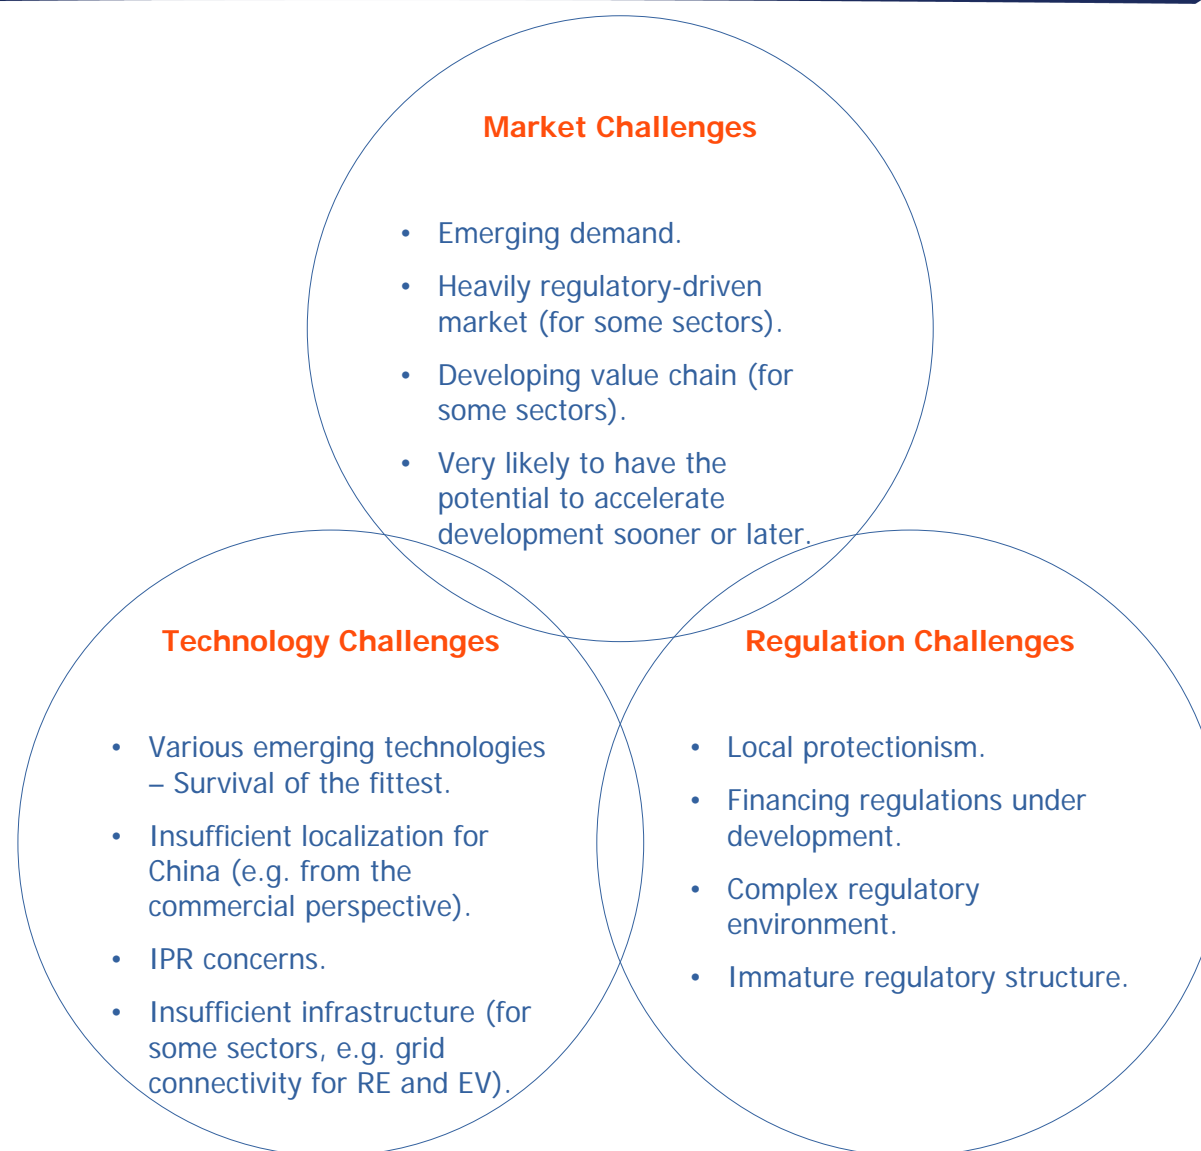 Market Challenges
• Emerging demand.
• Heavily regulatory-driven
market (for some sectors).
• Developing value chain (for
some sectors).
• Very likely to have the
potential to accelerate
development sooner or later.
Technology Challenges
• Various emerging technologies
– Survival of the fittest.
• Insufficient localization for
China (e.g. from the
commercial perspective).
• IPR concerns.
• Insufficient infrastructure (for
some sectors, e.g. grid
connectivity for RE and EV).
Regulation Challenges
• Local protectionism.
• Financing regulations under
development.
• Complex regulatory
environment.
• Immature regulatory structure.